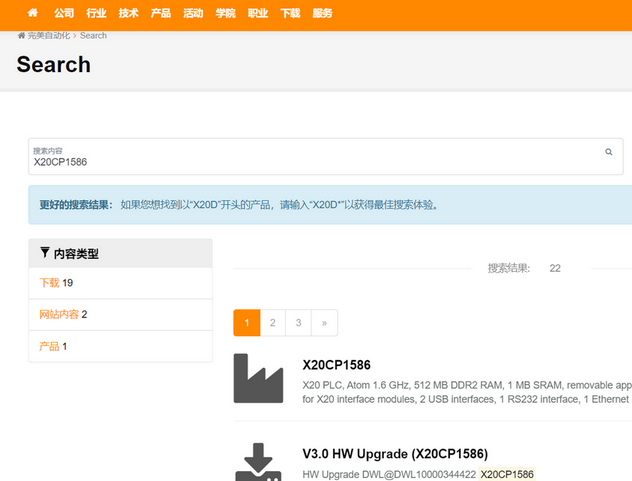 公司 行业 技术 产品 活动 学院 职业 下载 服务
完美自动化 > Search
Search
搜索内容
X20CP1586
更好的搜索结果： 如果您想找到以"X20D"开头的产品，请输入"X20D*"以获得最佳搜索体验。
内容类型
下载 19
网站内容 2
产品 1
搜索结果: 22
1 2 3 »
X20CP1586
X20 PLC, Atom 1.6 GHz, 512 MB DDR2 RAM, 1 MB SRAM, removable app
for X20 interface modules, 2 USB interfaces, 1 RS232 interface, 1 Ethernet
V3.0 HW Upgrade (X20CP1586)
HW Upgrade DWL@DWL10000344422 X20CP1586